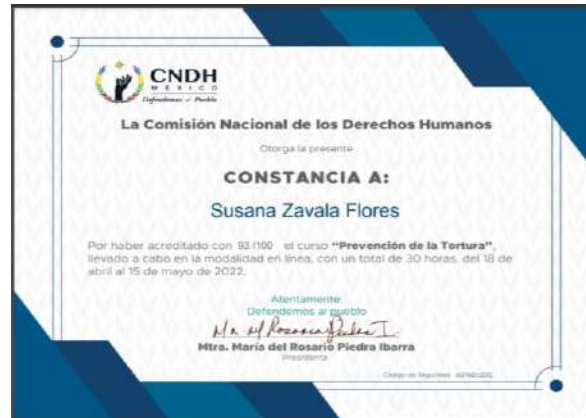 CNDH
MÉXICO
Defendemos al Pueblo
La Comisión Nacional de los Derechos Humanos
Otorga la presente
CONSTANCIA A:
Susana Zavala Flores
Por haber acreditado con 93 /100 el curso “Prevención de la Tortura”,
llevado a cabo en la modalidad en línea, con un total de 30 horas, del 18 de
abril al 15 de mayo de 2022.
Atentamente
Defendemos al pueblo
Mtra. María del Rosario Piedra Ibarra
Presidenta
Código de Seguridad: